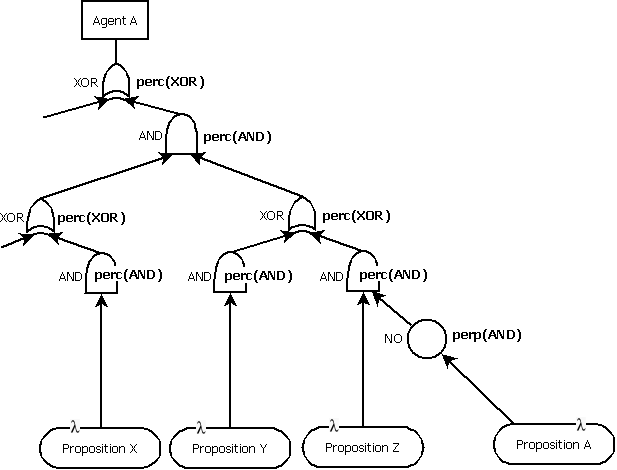 Agent A
XOR perc(XOR)
AND perc(AND)
XOR perc(XOR) XOR perc(XOR)
AND perc(AND) AND perc(AND) AND perc(AND)
NO perp(AND)
λ λ λ λ
Proposition X Proposition Y Proposition Z Proposition A